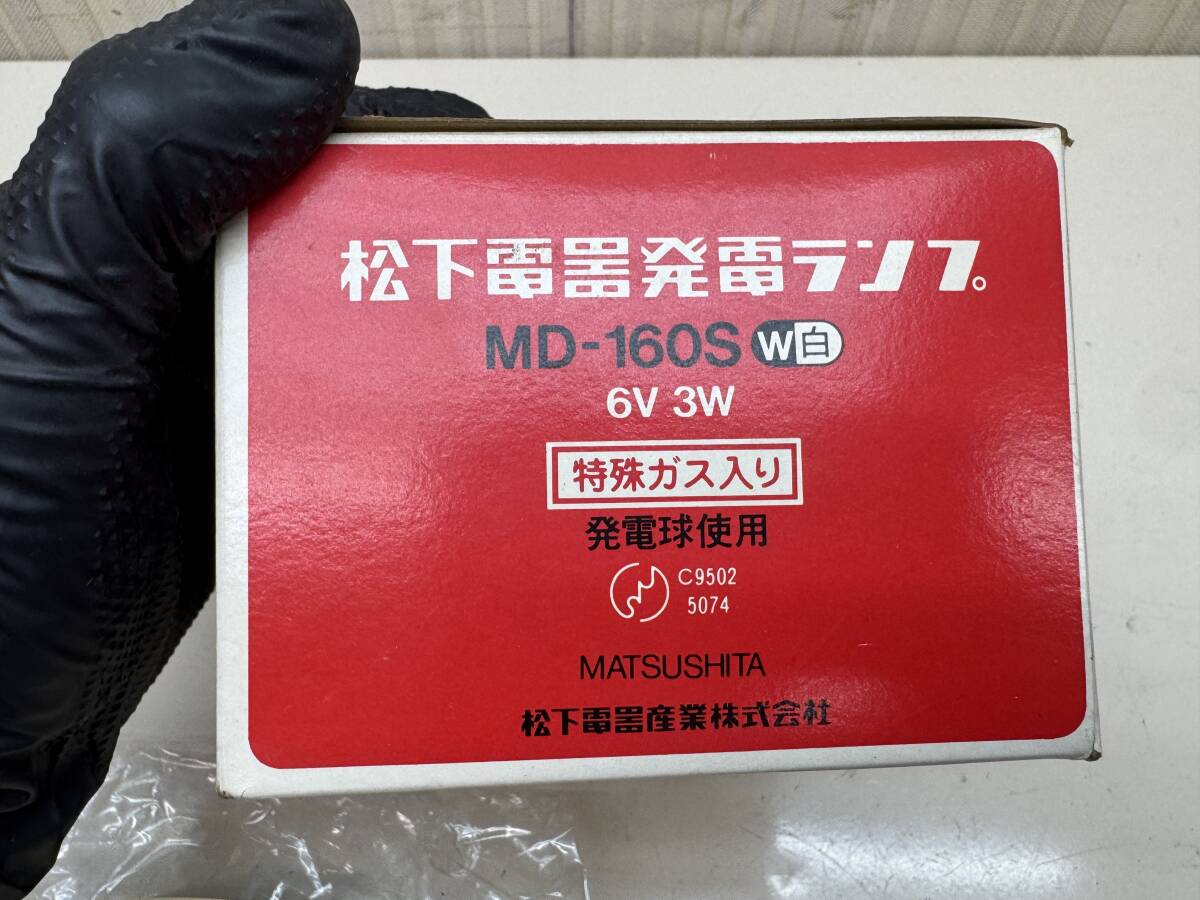 松下電器発電ランプ
MD-160S W白
6V 3W
特殊ガス入り
発電球使用
C9502
5074
MATSUSHITA
松下電器産業株式会社